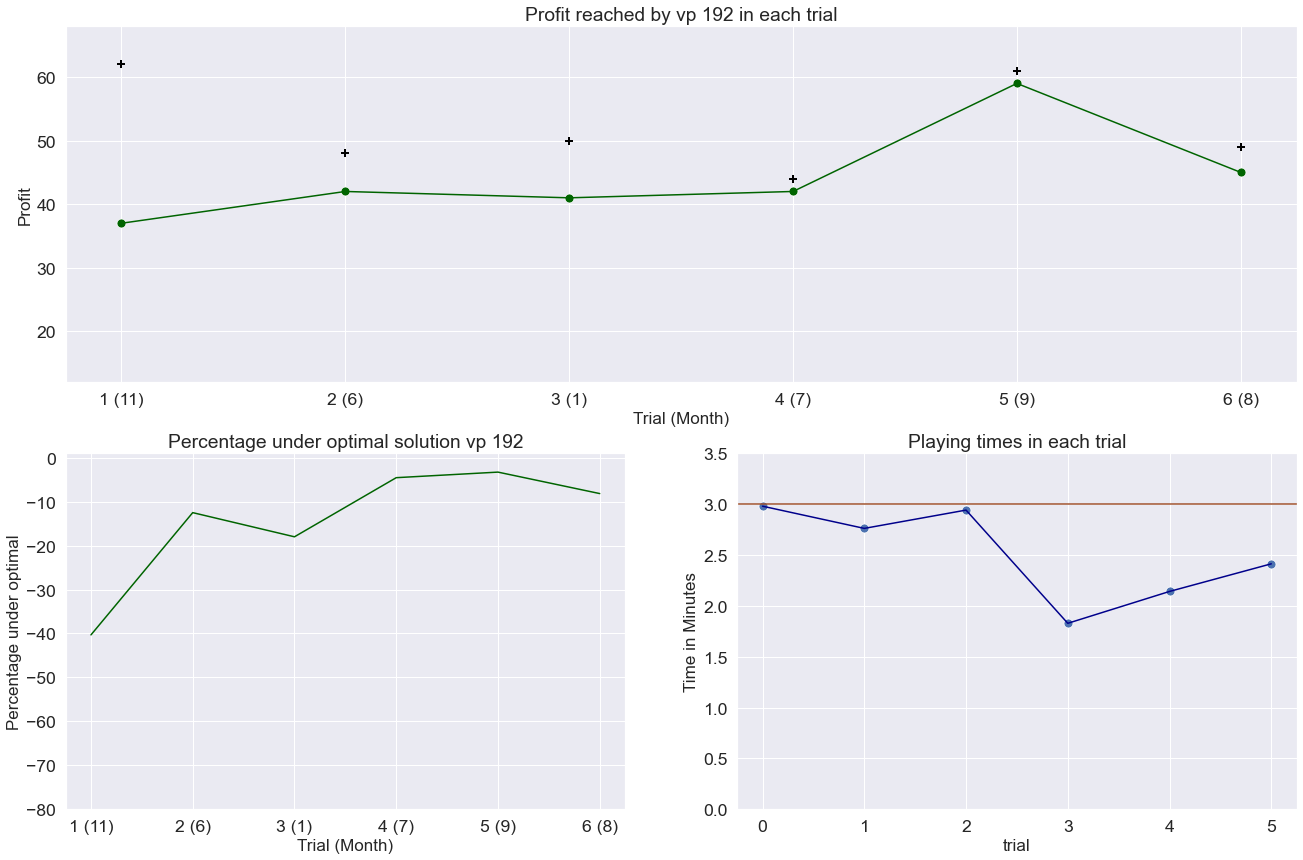 Profit reached by vp 192 in each trial
Profit
60
50
40
30
20
1 (11) 2 (6) 3 (1) 4 (7) 5 (9) 6 (8)
Trial (Month)
Percentage under optimal solution vp 192
Percentage under optimal
0
−10
−20
−30
−40
−50
−60
−70
−80
1 (11) 2 (6) 3 (1) 4 (7) 5 (9) 6 (8)
Trial (Month)
Playing times in each trial
Time in Minutes
3.5
3.0
2.5
2.0
1.5
1.0
0.5
0.0
0 1 2 3 4 5
trial